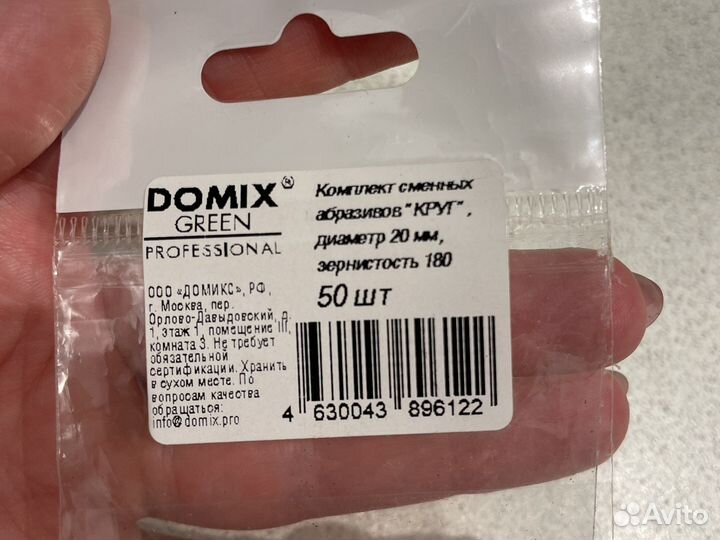 DOMIX®
GREEN
PROFESSIONAL
ООО «ДОМИКС», РФ,
г. Москва, пер.
Орлово-Давыдовский, д.
1, этаж 1, помещение III,
комната 3. Не требует
обязательной
сертификации. Хранить
в сухом месте. По
вопросам качества
обращаться:
info@domix.pro
Комплект сменных
абразивов "КРУГ",
диаметр 20 мм,
зернистость 180
50 шт
4 630043 896122
Avito